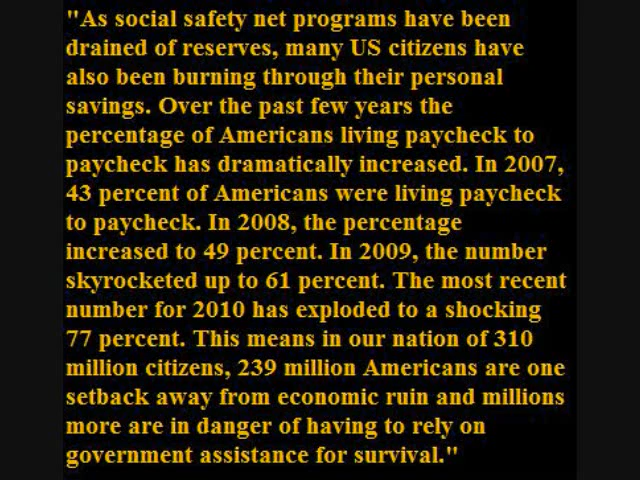 "As social safety net programs have been
drained of reserves, many US citizens have
also been burning through their personal
savings. Over the past few years the
percentage of Americans living paycheck to
paycheck has dramatically increased. In 2007,
43 percent of Americans were living paycheck
to paycheck. In 2008, the percentage
increased to 49 percent. In 2009, the number
skyrocketed up to 61 percent. The most recent
number for 2010 has exploded to a shocking
77 percent. This means in our nation of 310
million citizens, 239 million Americans are one
setback away from economic ruin and millions
more are in danger of having to rely on
government assistance for survival."